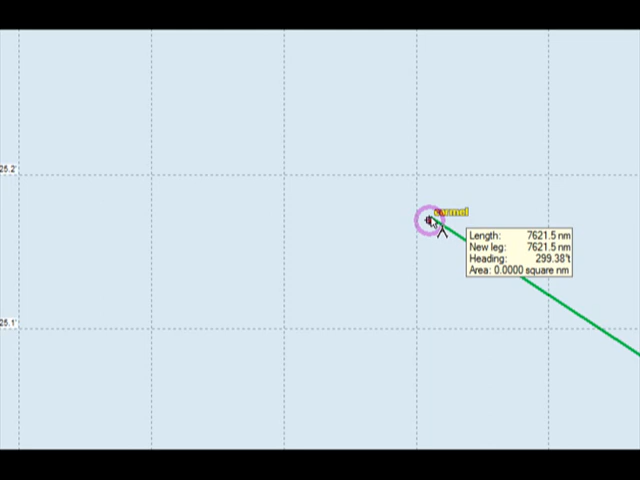 25.2'
carmel
Length: 7621.5 nm
New leg: 7621.5 nm
Heading: 299.38°t
Area: 0.0000 square nm
25.1'